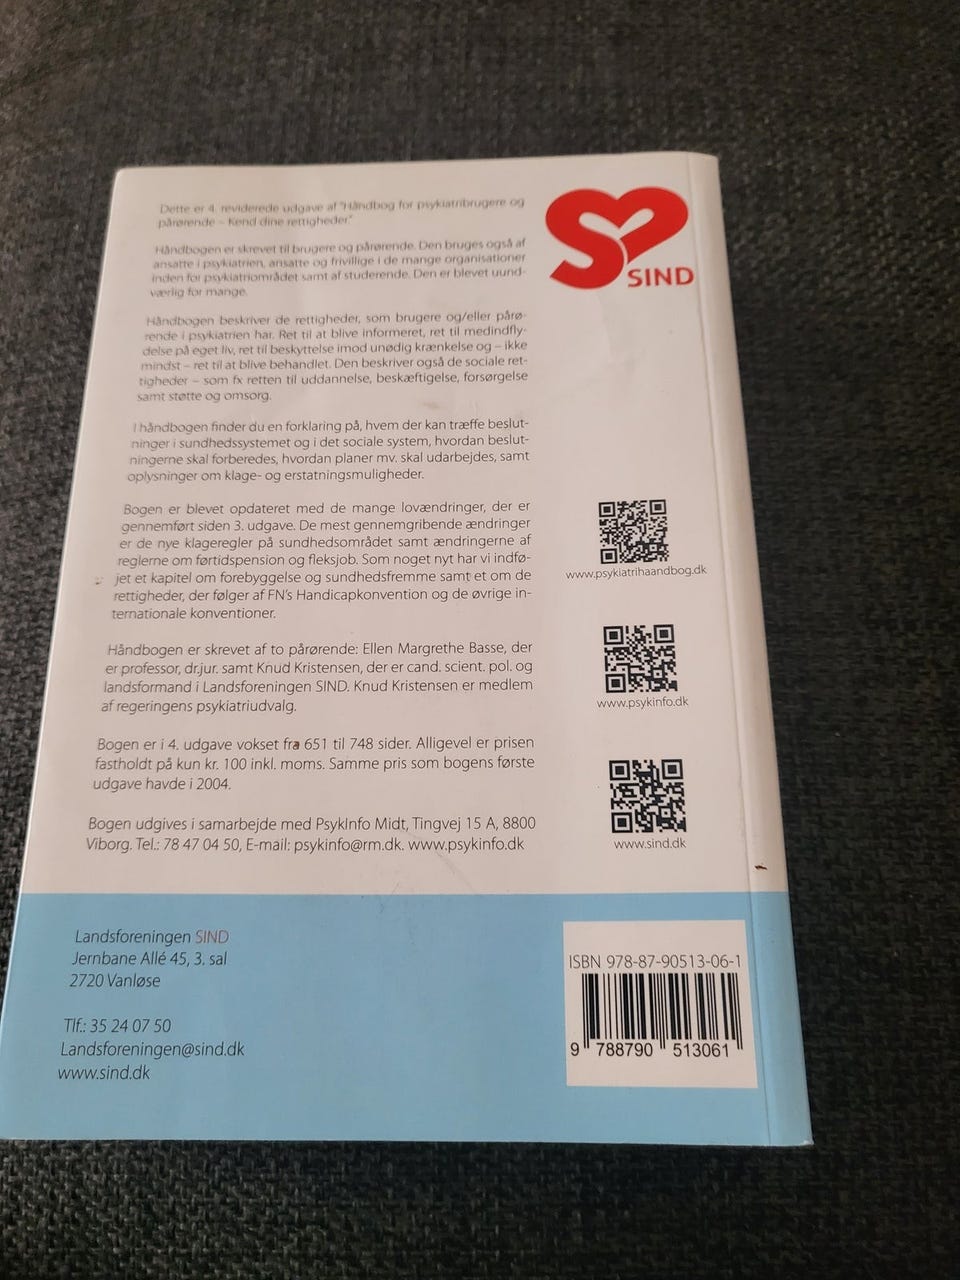 Dette er 4. reviderede udgave af "Håndbog for psykiatribrugere og
pårørende – Kend dine rettigheder"
Håndbogen er skrevet til brugere og pårørende. Den bruges også af
ansatte i psykiatrien, ansatte og frivillige i de mange organisationer
inden for psykiatriområdet samt af studerende. Den er blevet uund-
værlig for mange.
Håndbogen beskriver de rettigheder, som brugere og/eller pårø-
rende i psykiatrien har. Ret til at blive informeret, ret til medindfly-
delse på eget liv, ret til beskyttelse imod unødig krænkelse og – ikke
mindst – ret til at blive behandlet. Den beskriver også de sociale ret-
tigheder – som fx retten til uddannelse, beskæftigelse, forsørgelse
samt støtte og omsorg.
I håndbogen finder du en forklaring på, hvem der kan træffe beslut-
ninger i sundhedssystemet og i det sociale system, hvordan beslut-
ningerne skal forberedes, hvordan planer mv. skal udarbejdes, samt
oplysninger om klage- og erstatningsmuligheder.
Bogen er blevet opdateret med de mange lovændringer, der er
gennemført siden 3. udgave. De mest gennemgribende ændringer
er de nye klageregler på sundhedsområdet samt ændringerne af
reglerne om førtidspension og fleksjob. Som noget nyt har vi indfø-
jet et kapitel om forebyggelse og sundhedsfremme samt et om de
rettigheder, der følger af FN's Handicapkonvention og de øvrige in-
ternationale konventioner.
Håndbogen er skrevet af to pårørende: Ellen Margrethe Basse, der
er professor, dr.jur. samt Knud Kristensen, der er cand. scient. pol. og
landsformand i Landsforeningen SIND. Knud Kristensen er medlem
af regeringens psykiatriudvalg.
Bogen er i 4. udgave vokset fra 651 til 748 sider. Alligevel er prisen
fastholdt på kun kr. 100 inkl. moms. Samme pris som bogens første
udgave havde i 2004.
Bogen udgives i samarbejde med PsykInfo Midt, Tingvej 15 A, 8800
Viborg. Tel.: 78 47 04 50, E-mail: psykinfo@rm.dk. www.psykinfo.dk
SIND
www.psykiatrihaandbog.dk
www.psykinfo.dk
www.sind.dk
Landsforeningen SIND
Jernbane Allé 45, 3. sal
2720 Vanløse
Tlf.: 35 24 07 50
Landsforeningen@sind.dk
www.sind.dk
ISBN 978-87-90513-06-1
9 788790 513061